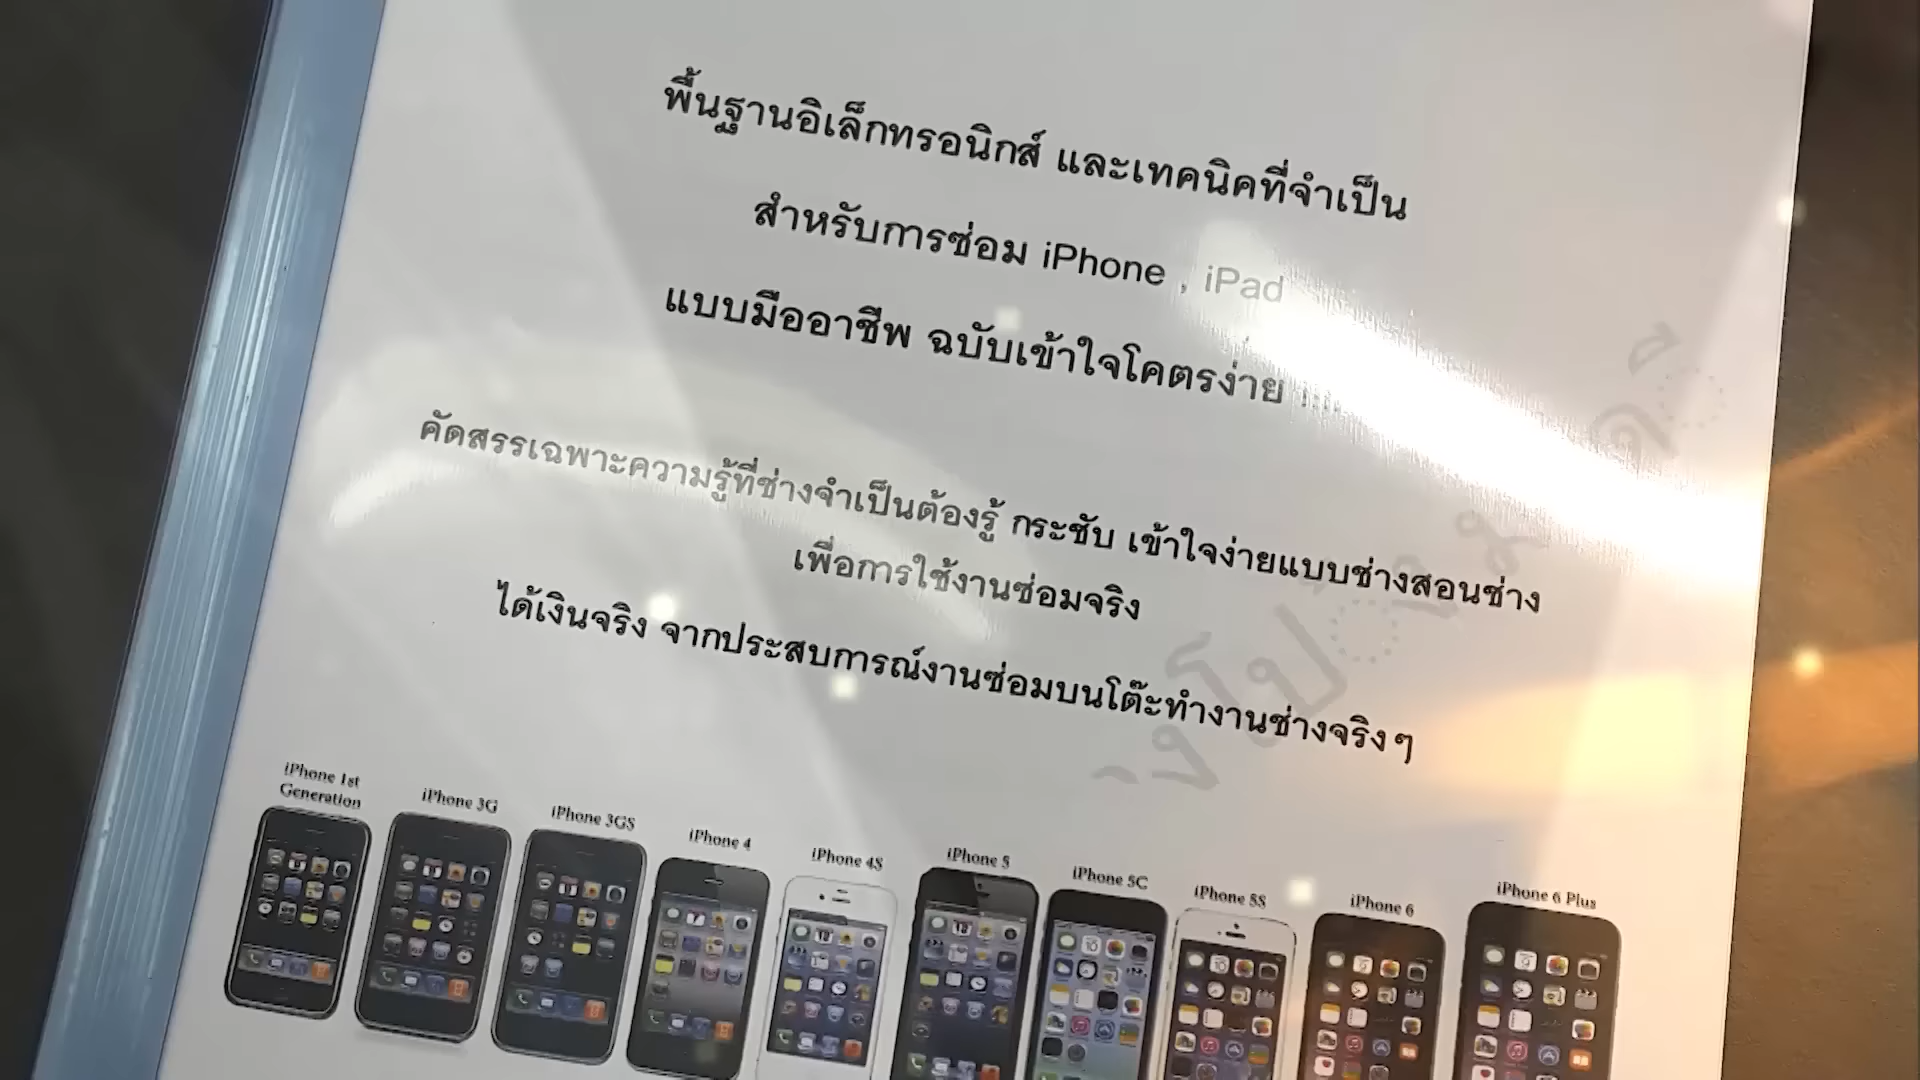 พื้นฐานอิเล็กทรอนิกส์ และเทคนิคที่จำเป็น
สำหรับการซ่อม iPhone , iPad
แบบมืออาชีพ ฉบับเข้าใจโคตรง่าย
คัดสรรเฉพาะความรู้ที่ช่างจำเป็นต้องรู้ กระชับ เข้าใจง่ายแบบช่างสอนช่าง
เพื่อการใช้งานซ่อมจริง
ได้เงินจริง จากประสบการณ์งานซ่อมบนโต๊ะทำงานช่างจริงๆ
iPhone 1st
Generation
iPhone 3G
iPhone 3GS
iPhone 4
iPhone 4S
iPhone 5
iPhone 5C
iPhone 5S
iPhone 6
iPhone 6 Plus